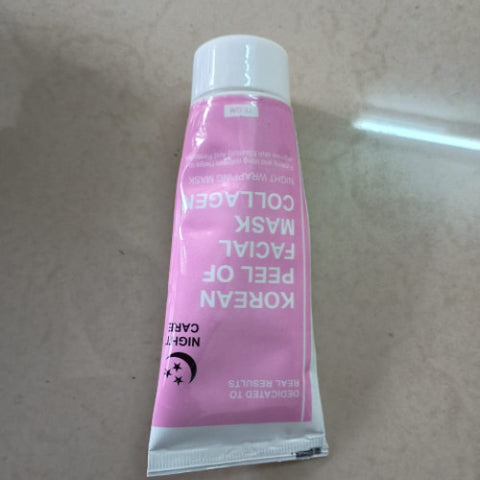 DEDICATED TO
REAL RESULTS
NIGHT
CARE
KOREAN
PEEL OF
FACIAL
MASK
COLLAGEN
NIGHT WRAPPING MASK